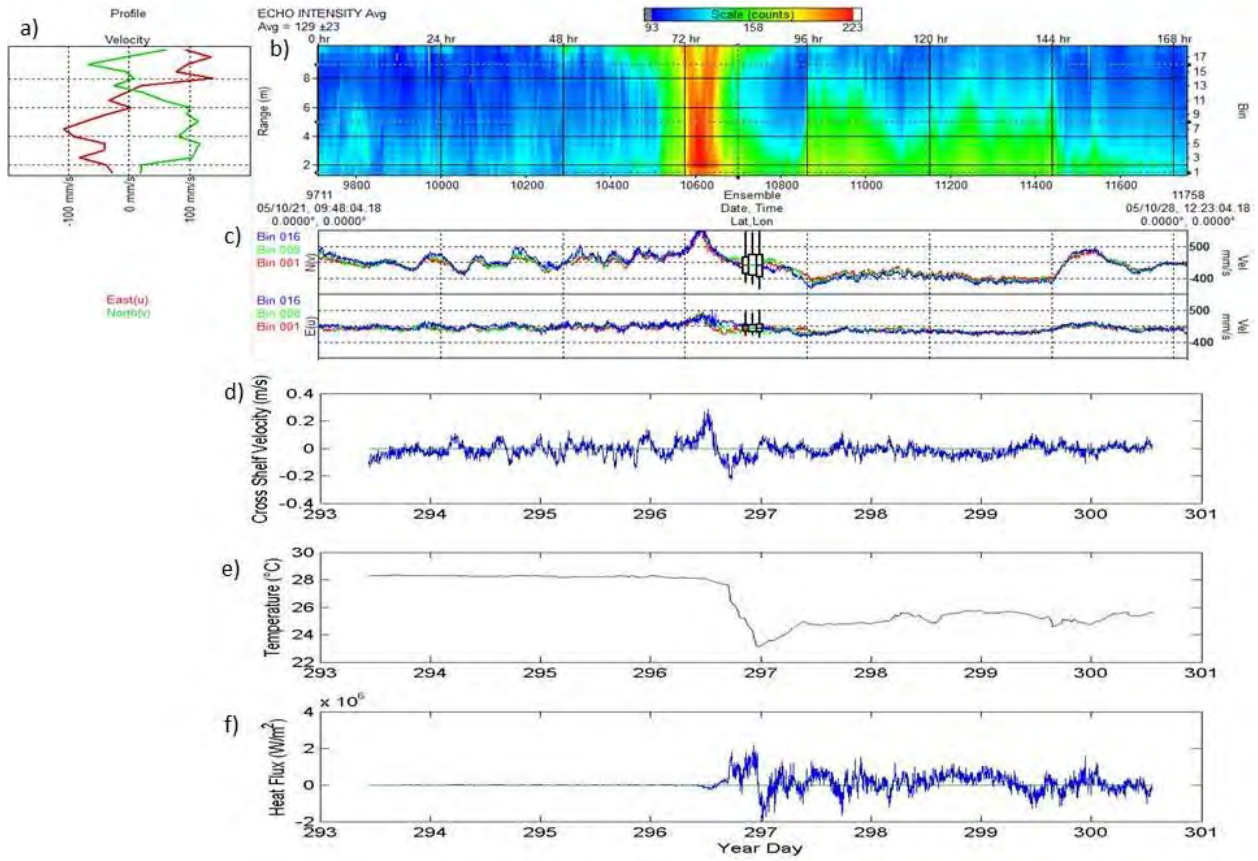 a)
Profile
Velocity
Range (m)
8
6
4
2
-100 mm/s
0 mm/s
100 mm/s
East(u)
North(v)
ECHO INTENSITY Avg
Avg = 129 ±23
Scale (counts)
93 158 223
b)
0 hr 24 hr 48 hr 72 hr 96 hr 120 hr 144 hr 168 hr
17
15
13
11
9
7
5
3
1
Bin
9800 10000 10200 10400 10600 10800 11000 11200 11400 11600
9711 Ensemble 11758
05/10/21, 09:48:04.18 Date, Time 05/10/28, 12:23:04.18
0.0000°, 0.0000° Lat,Lon 0.0000°, 0.0000°
c)
Bin 016
Bin 008
Bin 001
N(v)
500
-400
Vel
mm/s
Bin 016
Bin 008
Bin 001
E(u)
500
-400
Vel
mm/s
d)
Cross Shelf Velocity (m/s)
0.4
0.2
0
-0.2
-0.4
293 294 295 296 297 298 299 300 301
e)
Temperature (°C)
30
28
26
24
22
293 294 295 296 297 298 299 300 301
f)
x 10⁶
Heat Flux (W/m²)
4
2
0
-2
293 294 295 296 297 298 299 300 301
Year Day